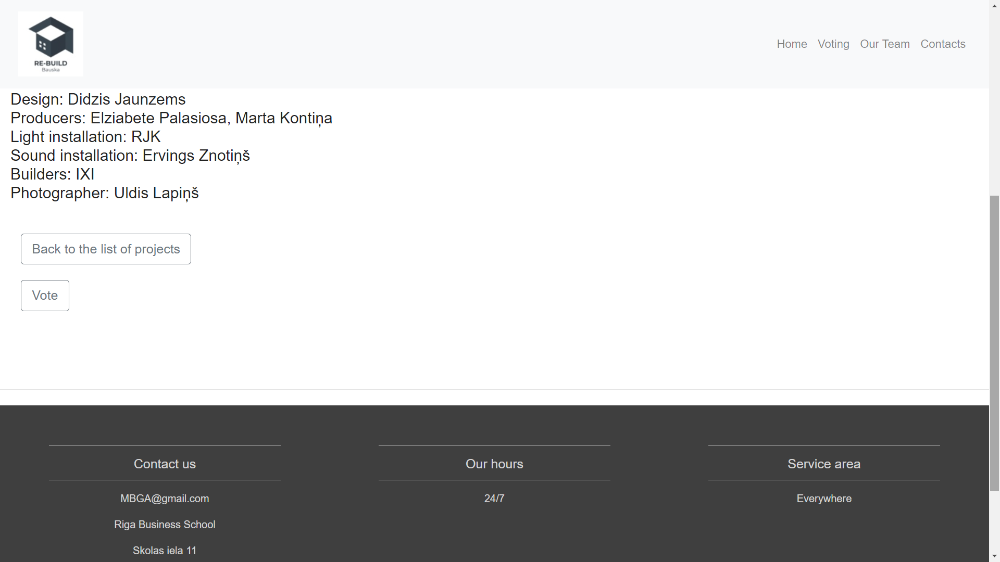 RE-BUILD
Bauska
Home Voting Our Team Contacts
Design: Didzis Jaunzems
Producers: Elziabete Palasiosa, Marta Kontiņa
Light installation: RJK
Sound installation: Ervings Znotiņš
Builders: IXI
Photographer: Uldis Lapiņš
Back to the list of projects
Vote
Contact us
MBGA@gmail.com
Riga Business School
Skolas iela 11
Our hours
24/7
Service area
Everywhere